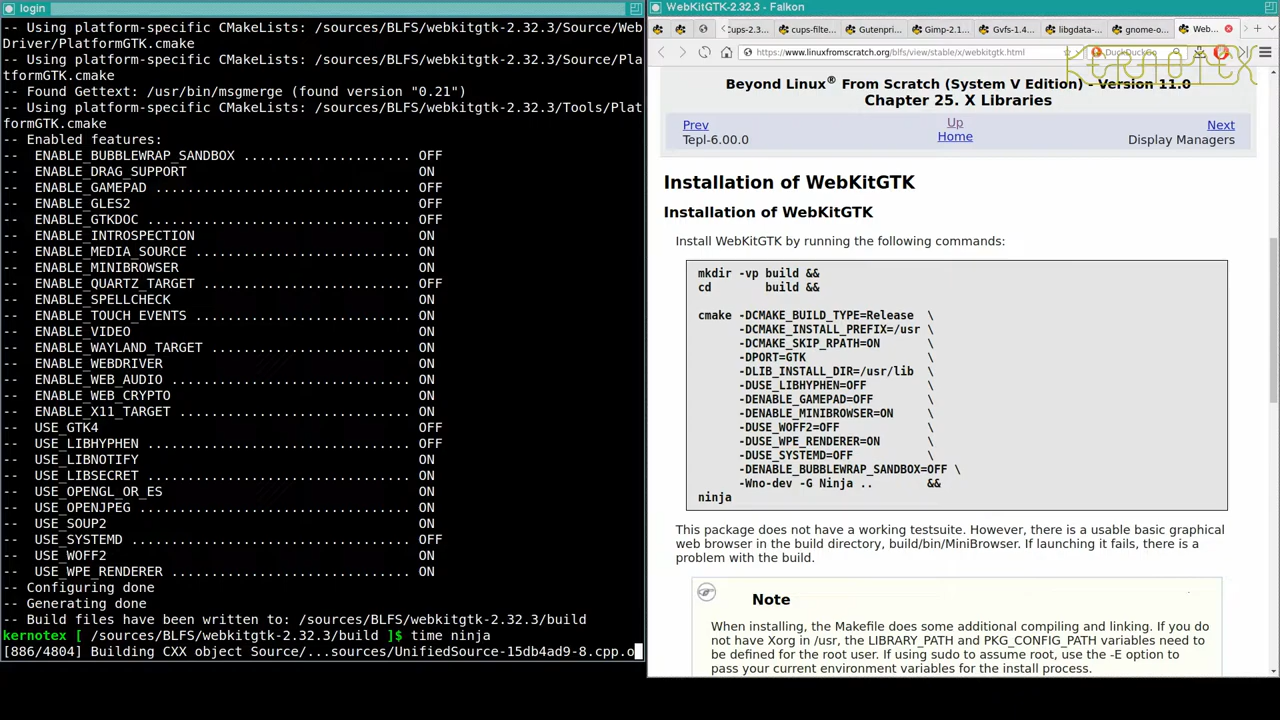 login
-- Using platform-specific CMakeLists: /sources/BLFS/webkitgtk-2.32.3/Source/Web
Driver/PlatformGTK.cmake
-- Using platform-specific CMakeLists: /sources/BLFS/webkitgtk-2.32.3/Source/Pla
tformGTK.cmake
-- Found Gettext: /usr/bin/msgmerge (found version "0.21")
-- Using platform-specific CMakeLists: /sources/BLFS/webkitgtk-2.32.3/Tools/Plat
formGTK.cmake
-- Enabled features:
--  ENABLE_BUBBLEWRAP_SANDBOX ..................... OFF
--  ENABLE_DRAG_SUPPORT                             ON
--  ENABLE_GAMEPAD ................................ OFF
--  ENABLE_GLES2                                    OFF
--  ENABLE_GTKDOC ................................. OFF
--  ENABLE_INTROSPECTION                            ON
--  ENABLE_MEDIA_SOURCE ........................... ON
--  ENABLE_MINIBROWSER                              ON
--  ENABLE_QUARTZ_TARGET .......................... OFF
--  ENABLE_SPELLCHECK                               ON
--  ENABLE_TOUCH_EVENTS ........................... ON
--  ENABLE_VIDEO                                    ON
--  ENABLE_WAYLAND_TARGET ......................... ON
--  ENABLE_WEBDRIVER                                ON
--  ENABLE_WEB_AUDIO .............................. ON
--  ENABLE_WEB_CRYPTO                               ON
--  ENABLE_X11_TARGET ............................. ON
--  USE_GTK4                                        OFF
--  USE_LIBHYPHEN ................................. OFF
--  USE_LIBNOTIFY                                   ON
--  USE_LIBSECRET ................................. ON
--  USE_OPENGL_OR_ES                                ON
--  USE_OPENJPEG .................................. ON
--  USE_SOUP2                                       ON
--  USE_SYSTEMD ................................... OFF
--  USE_WOFF2                                       ON
--  USE_WPE_RENDERER .............................. ON
-- Configuring done
-- Generating done
-- Build files have been written to: /sources/BLFS/webkitgtk-2.32.3/build
kernotex [ /sources/BLFS/webkitgtk-2.32.3/build ]$ time ninja
[886/4804] Building CXX object Source/...sources/UnifiedSource-15db4ad9-8.cpp.o
WebKitGTK-2.32.3 - Falkon
Cups-2.3... cups-filte... Gutenpri... Gimp-2.1... Gvfs-1.4... libgdata-... gnome-o... Web...
https://www.linuxfromscratch.org/blfs/view/stable/x/webkitgtk.html DuckDuckGo
KERNOTEX
Beyond Linux® From Scratch (System V Edition) - Version 11.0
Chapter 25. X Libraries
Prev Up Next
Tepl-6.00.0 Home Display Managers
Installation of WebKitGTK
Installation of WebKitGTK
Install WebKitGTK by running the following commands:
mkdir -vp build &&
cd        build &&
cmake -DCMAKE_BUILD_TYPE=Release  \
-DCMAKE_INSTALL_PREFIX=/usr \
-DCMAKE_SKIP_RPATH=ON       \
-DPORT=GTK                  \
-DLIB_INSTALL_DIR=/usr/lib  \
-DUSE_LIBHYPHEN=OFF         \
-DENABLE_GAMEPAD=OFF        \
-DENABLE_MINIBROWSER=ON     \
-DUSE_WOFF2=OFF             \
-DUSE_WPE_RENDERER=ON       \
-DUSE_SYSTEMD=OFF           \
-DENABLE_BUBBLEWRAP_SANDBOX=OFF \
-Wno-dev -G Ninja ..        &&
ninja
This package does not have a working testsuite. However, there is a usable basic graphical
web browser in the build directory, build/bin/MiniBrowser. If launching it fails, there is a
problem with the build.
Note
When installing, the Makefile does some additional compiling and linking. If you do
not have Xorg in /usr, the LIBRARY_PATH and PKG_CONFIG_PATH variables need to
be defined for the root user. If using sudo to assume root, use the -E option to
pass your current environment variables for the install process.